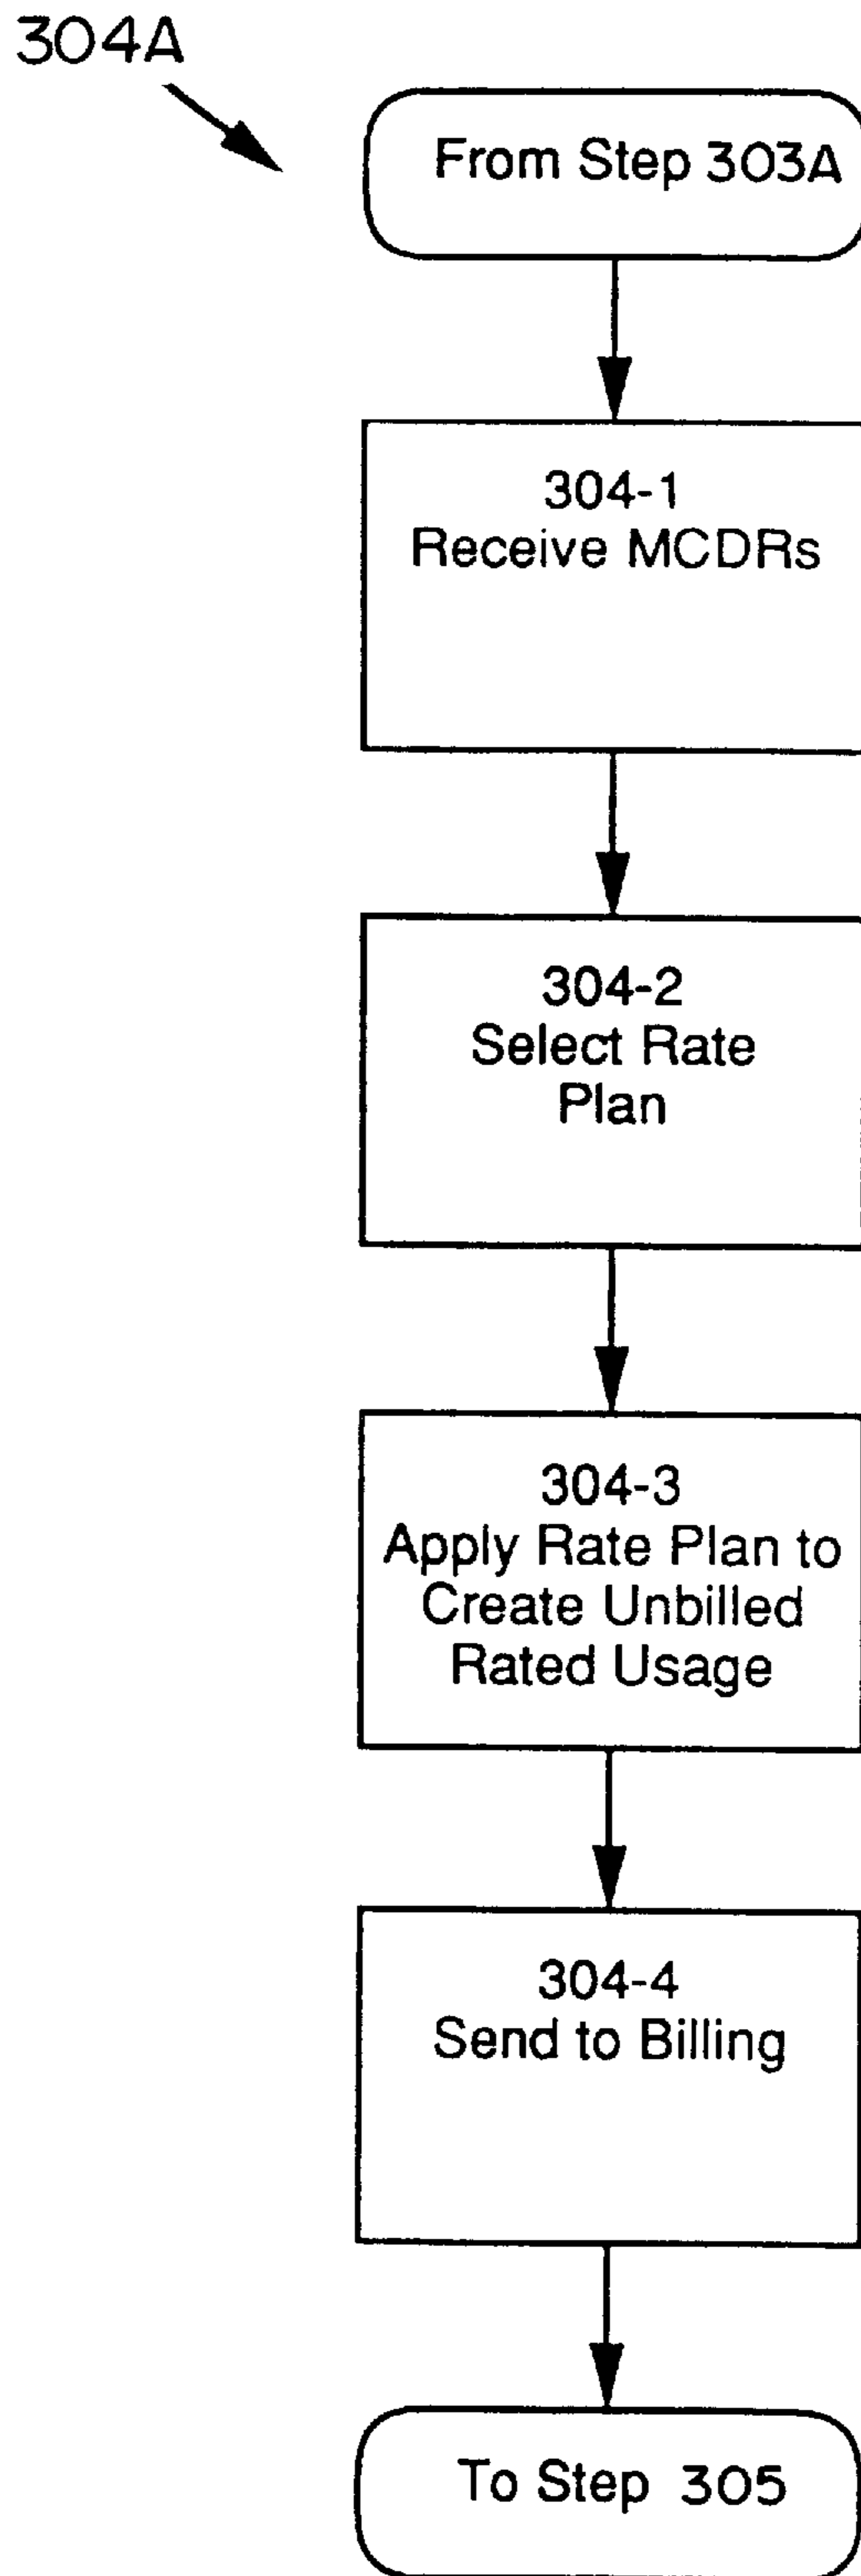 304A
From Step 303A
304-1
Receive MCDRs
304-2
Select Rate
Plan
304-3
Apply Rate Plan to
Create Unbilled
Rated Usage
304-4
Send to Billing
To Step 305